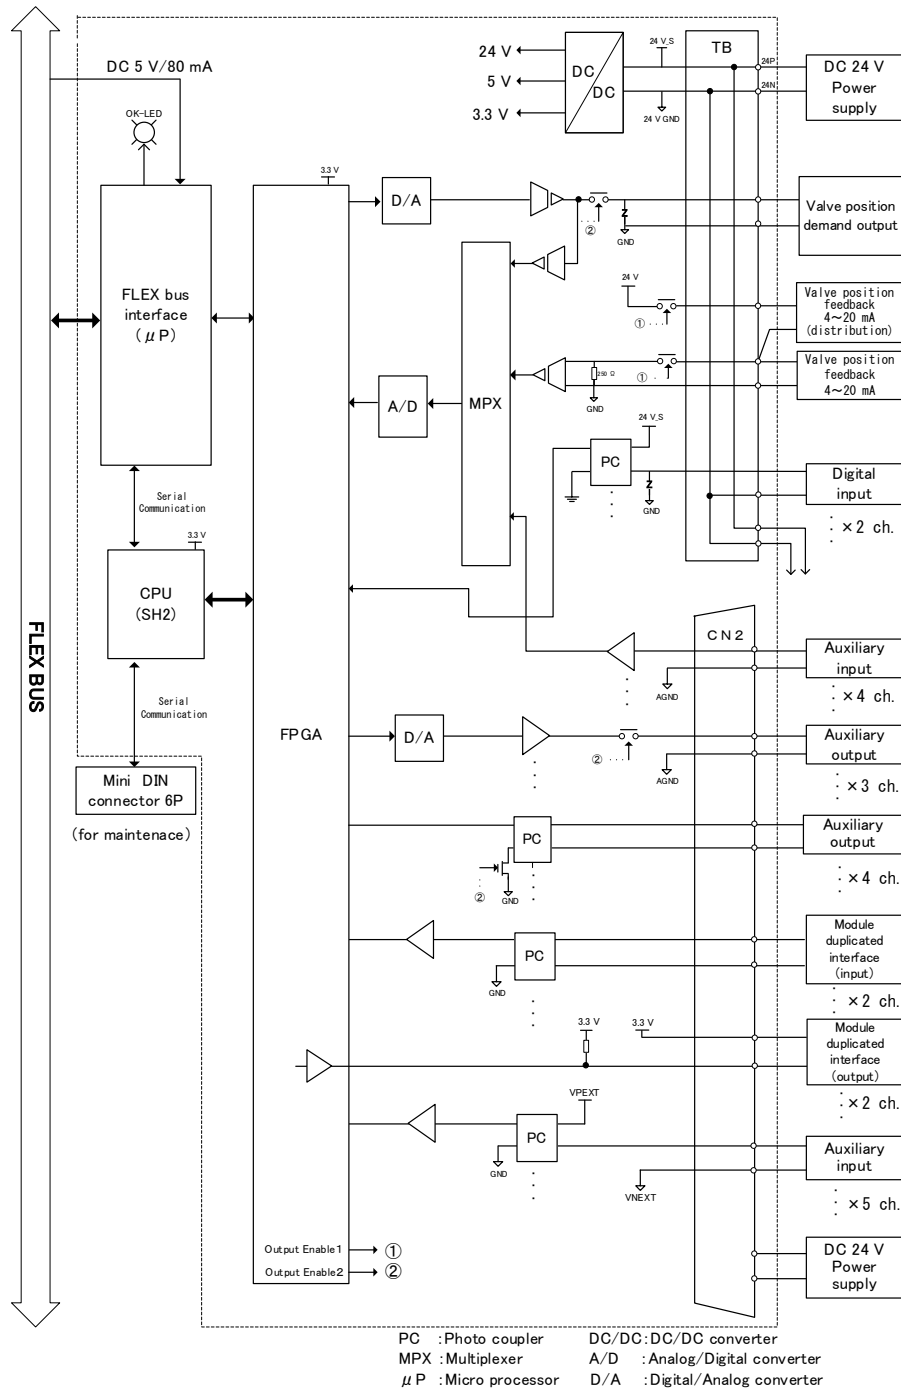 DC 5 V/80 mA
OK-LED
24 V
5 V
3.3 V
DC
DC
24 V_S
24 V GND
TB
24P
24N
DC 24 V
Power
supply
3.3 V
D/A
②
GND
Valve position
demand output
FLEX bus
interface
(μP)
24 V
①
Valve position
feedback
4～20 mA
(distribution)
A/D
MPX
250 Ω
GND
①
Valve position
feedback
4～20 mA
24 V_S
PC
GND
Digital
input
×2 ch.
Serial
Communication
3.3 V
CPU
(SH2)
FLEX BUS
CN2
AGND
Auxiliary
input
×4 ch.
Serial
Communication
FPGA
D/A
②
AGND
Auxiliary
output
×3 ch.
Mini DIN
connector 6P
(for maintenace)
PC
②
GND
Auxiliary
output
×4 ch.
PC
GND
Module
duplicated
interface
(input)
×2 ch.
3.3 V
3.3 V
Module
duplicated
interface
(output)
×2 ch.
VPEXT
PC
GND
VNEXT
Auxiliary
input
×5 ch.
Output Enable1
①
Output Enable2
②
DC 24 V
Power
supply
PC :Photo coupler DC/DC:DC/DC converter
MPX :Multiplexer A/D :Analog/Digital converter
μP :Micro processor D/A :Digital/Analog converter